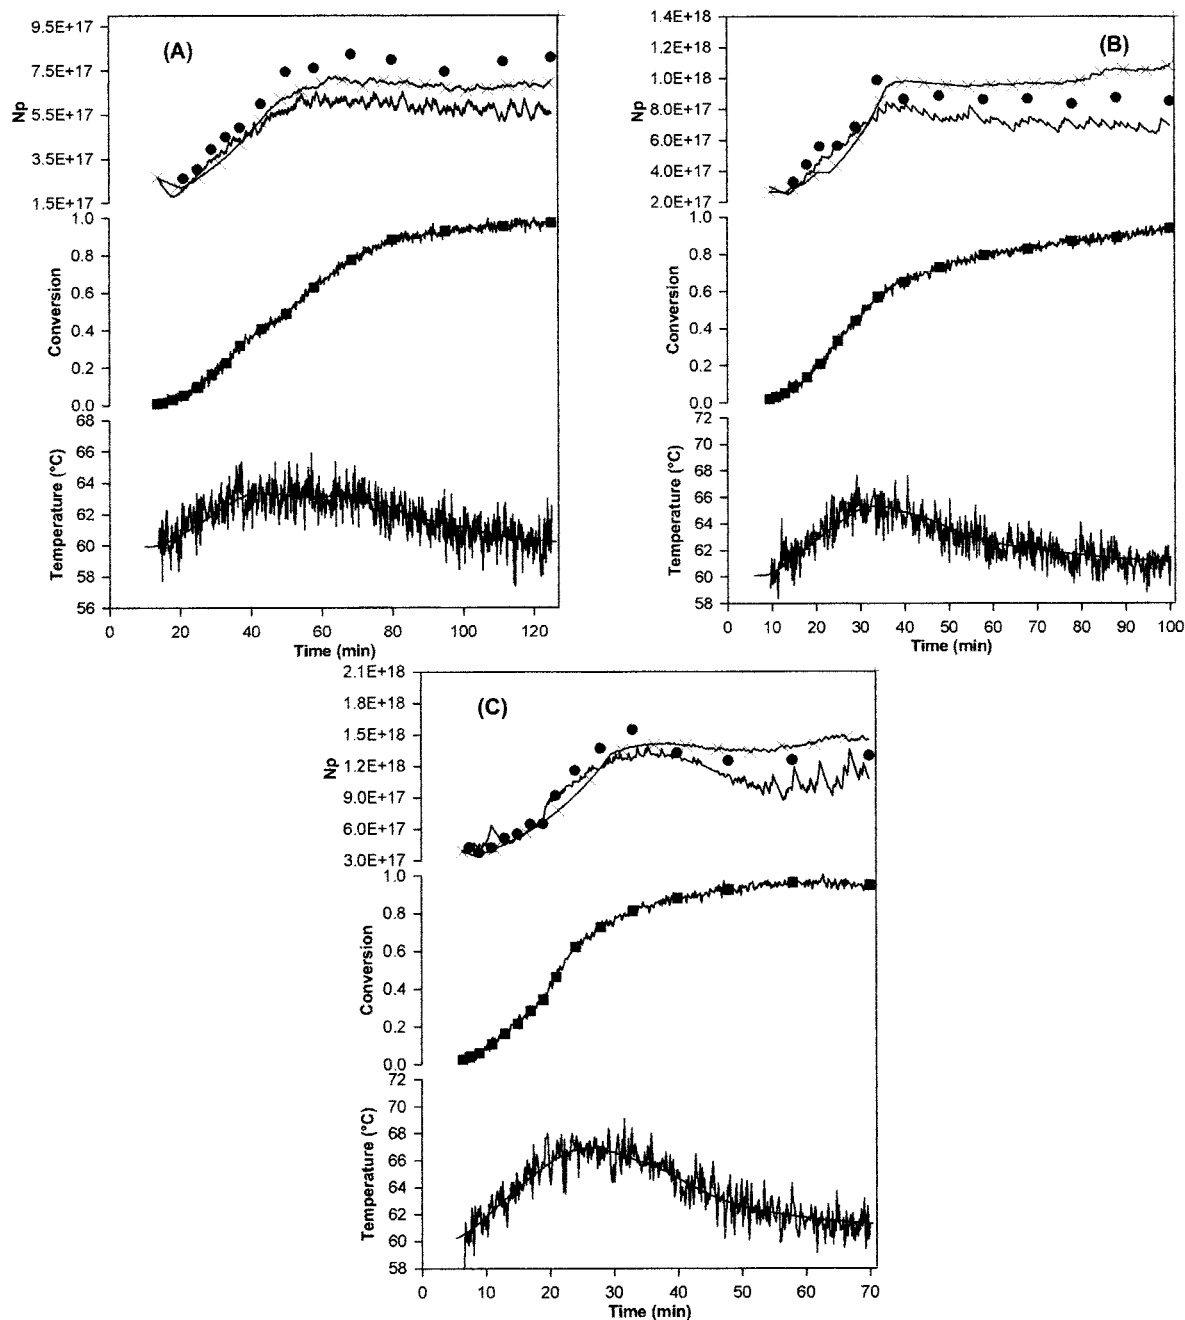 (A)
Np
9.5E+17
7.5E+17
5.5E+17
3.5E+17
1.5E+17
Conversion
1.0
0.8
0.6
0.4
0.2
0.0
Temperature (°C)
68
66
64
62
60
58
56
0 20 40 60 80 100 120
Time (min)
(B)
Np
1.4E+18
1.2E+18
1.0E+18
8.0E+17
6.0E+17
4.0E+17
2.0E+17
Conversion
1.0
0.8
0.6
0.4
0.2
0.0
Temperature (°C)
72
70
68
66
64
62
60
58
0 10 20 30 40 50 60 70 80 90 100
Time (min)
(C)
Np
2.1E+18
1.8E+18
1.5E+18
1.2E+18
9.0E+17
6.0E+17
3.0E+17
Conversion
1.0
0.8
0.6
0.4
0.2
0.0
Temperature (°C)
72
70
68
66
64
62
60
58
0 10 20 30 40 50 60 70
Time (min)